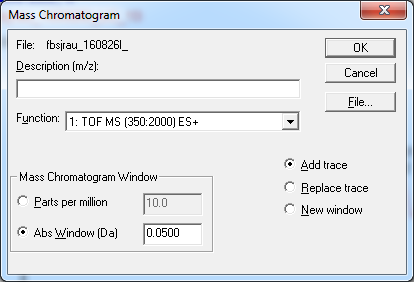 Mass Chromatogram
File: fbsjrau_160826l_
Description (m/z):
Function: 1: TOF MS (350:2000) ES+
OK
Cancel
File...
Mass Chromatogram Window
Parts per million 10.0
Abs Window (Da) 0.0500
Add trace
Replace trace
New window